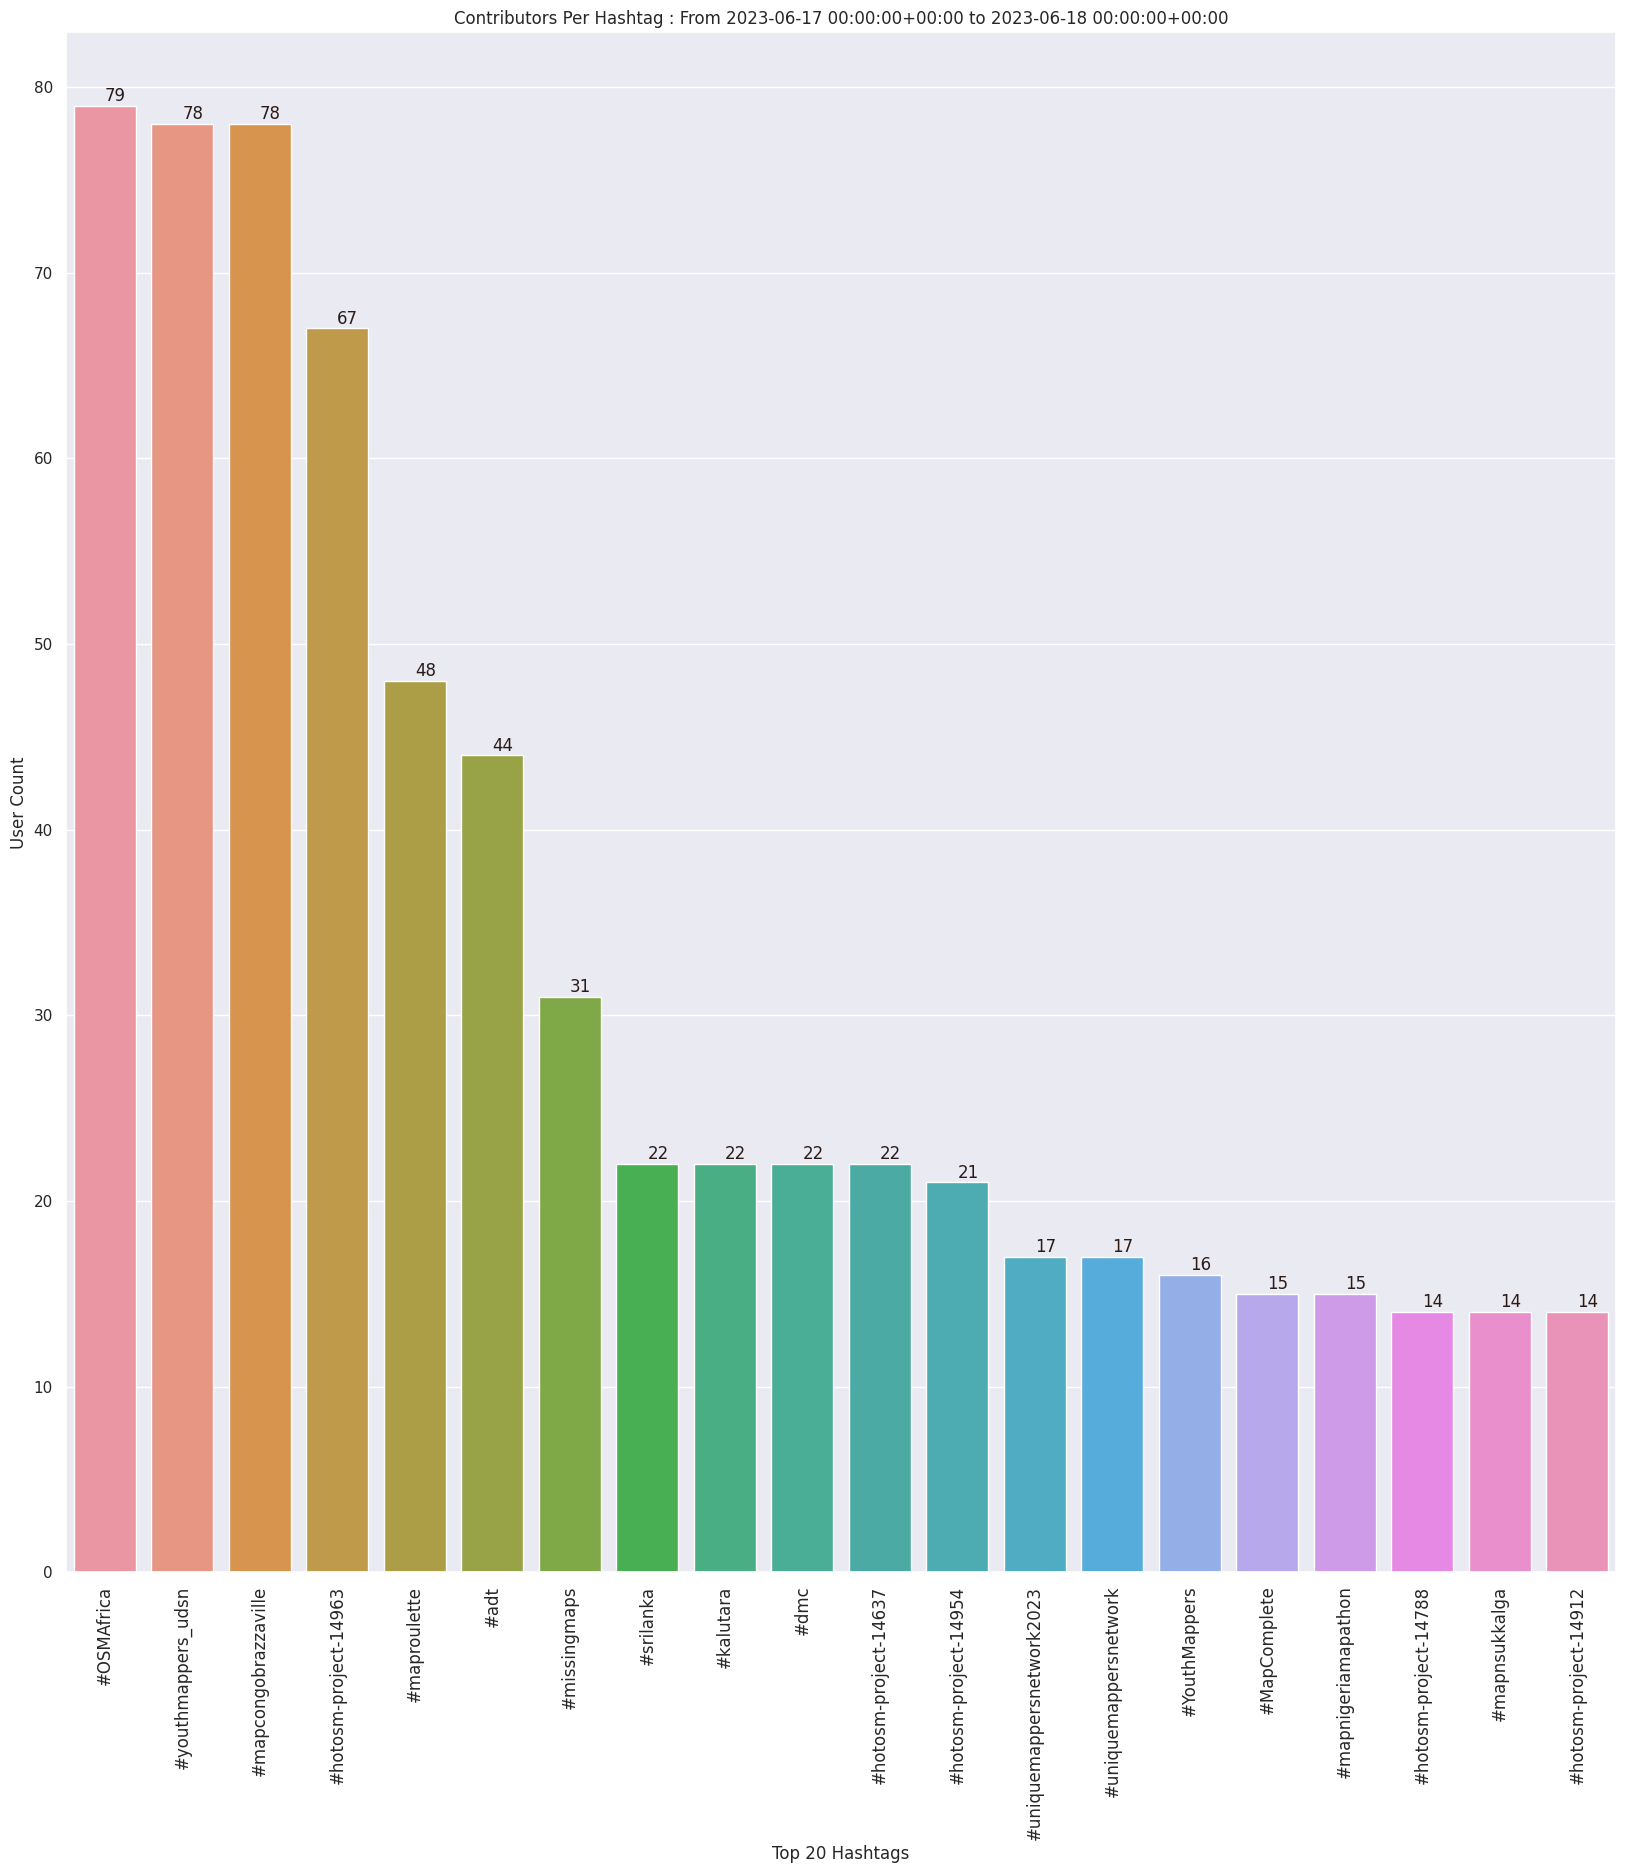 Contributors Per Hashtag : From 2023-06-17 00:00:00+00:00 to 2023-06-18 00:00:00+00:00
User Count
80
70
60
50
40
30
20
10
0
79
78
78
67
48
44
31
22
22
22
22
21
17
17
16
15
15
14
14
14
#OSMAfrica
#youthmappers_udsn
#mapcongobrazzaville
#hotosm-project-14963
#maproulette
#adt
#missingmaps
#srilanka
#kalutara
#dmc
#hotosm-project-14637
#hotosm-project-14954
#uniquemappersnetwork2023
#uniquemappersnetwork
#YouthMappers
#MapComplete
#mapnigeriamapathon
#hotosm-project-14788
#mapnsukkalga
#hotosm-project-14912
Top 20 Hashtags